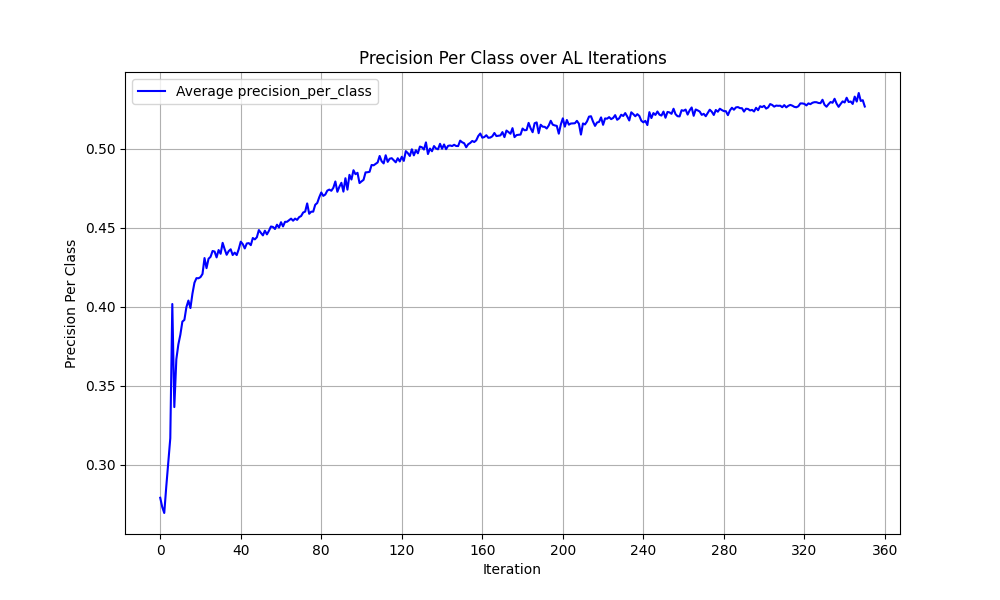 Precision Per Class over AL Iterations
Average precision_per_class
Precision Per Class
0.50
0.45
0.40
0.35
0.30
0 40 80 120 160 200 240 280 320 360
Iteration